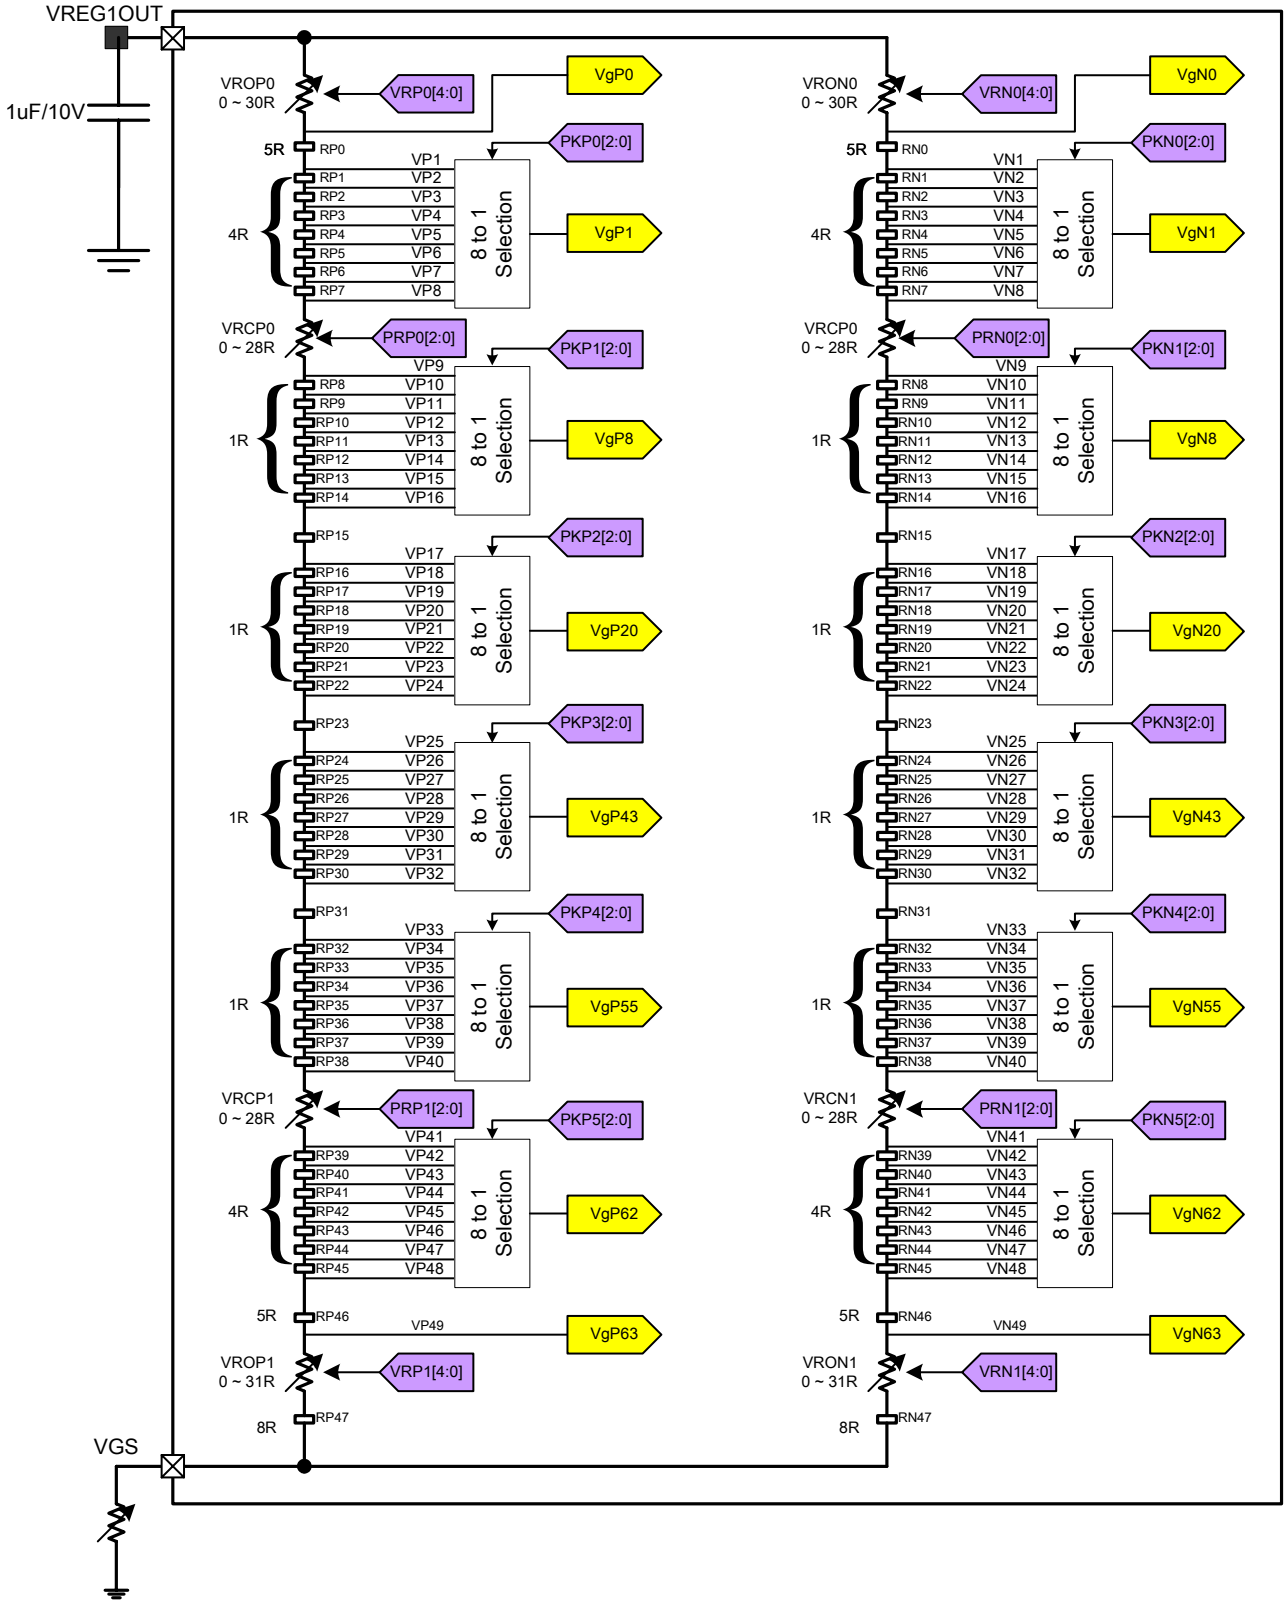 VREG1OUT
1uF/10V
VROP0
0 ~ 30R
VRP0[4:0]
VgP0
5R
RP0
PKP0[2:0]
VP1
RP1
VP2
RP2
VP3
RP3
VP4
4R
RP4
VP5
8 to 1
Selection
VgP1
RP5
VP6
RP6
VP7
RP7
VP8
VRCP0
0 ~ 28R
PRP0[2:0]
PKP1[2:0]
VP9
RP8
VP10
RP9
VP11
RP10
VP12
1R
RP11
VP13
8 to 1
Selection
VgP8
RP12
VP14
RP13
VP15
RP14
VP16
RP15
PKP2[2:0]
VP17
RP16
VP18
RP17
VP19
RP18
VP20
1R
RP19
VP21
8 to 1
Selection
VgP20
RP20
VP22
RP21
VP23
RP22
VP24
RP23
PKP3[2:0]
VP25
RP24
VP26
RP25
VP27
RP26
VP28
1R
RP27
VP29
8 to 1
Selection
VgP43
RP28
VP30
RP29
VP31
RP30
VP32
RP31
PKP4[2:0]
VP33
RP32
VP34
RP33
VP35
RP34
VP36
1R
RP35
VP37
8 to 1
Selection
VgP55
RP36
VP38
RP37
VP39
RP38
VP40
VRCP1
0 ~ 28R
PRP1[2:0]
PKP5[2:0]
VP41
RP39
VP42
RP40
VP43
RP41
VP44
4R
RP42
VP45
8 to 1
Selection
VgP62
RP43
VP46
RP44
VP47
RP45
VP48
5R
RP46
VP49
VgP63
VROP1
0 ~ 31R
VRP1[4:0]
8R
RP47
VRON0
0 ~ 30R
VRN0[4:0]
VgN0
5R
RN0
PKN0[2:0]
VN1
RN1
VN2
RN2
VN3
RN3
VN4
4R
RN4
VN5
8 to 1
Selection
VgN1
RN5
VN6
RN6
VN7
RN7
VN8
VRCP0
0 ~ 28R
PRN0[2:0]
PKN1[2:0]
VN9
RN8
VN10
RN9
VN11
RN10
VN12
1R
RN11
VN13
8 to 1
Selection
VgN8
RN12
VN14
RN13
VN15
RN14
VN16
RN15
PKN2[2:0]
VN17
RN16
VN18
RN17
VN19
RN18
VN20
1R
RN19
VN21
8 to 1
Selection
VgN20
RN20
VN22
RN21
VN23
RN22
VN24
RN23
PKN3[2:0]
VN25
RN24
VN26
RN25
VN27
RN26
VN28
1R
RN27
VN29
8 to 1
Selection
VgN43
RN28
VN30
RN29
VN31
RN30
VN32
RN31
PKN4[2:0]
VN33
RN32
VN34
RN33
VN35
RN34
VN36
1R
RN35
VN37
8 to 1
Selection
VgN55
RN36
VN38
RN37
VN39
RN38
VN40
VRCN1
0 ~ 28R
PRN1[2:0]
PKN5[2:0]
VN41
RN39
VN42
RN40
VN43
RN41
VN44
4R
RN42
VN45
8 to 1
Selection
VgN62
RN43
VN46
RN44
VN47
RN45
VN48
5R
RN46
VN49
VgN63
VRON1
0 ~ 31R
VRN1[4:0]
8R
RN47
VGS